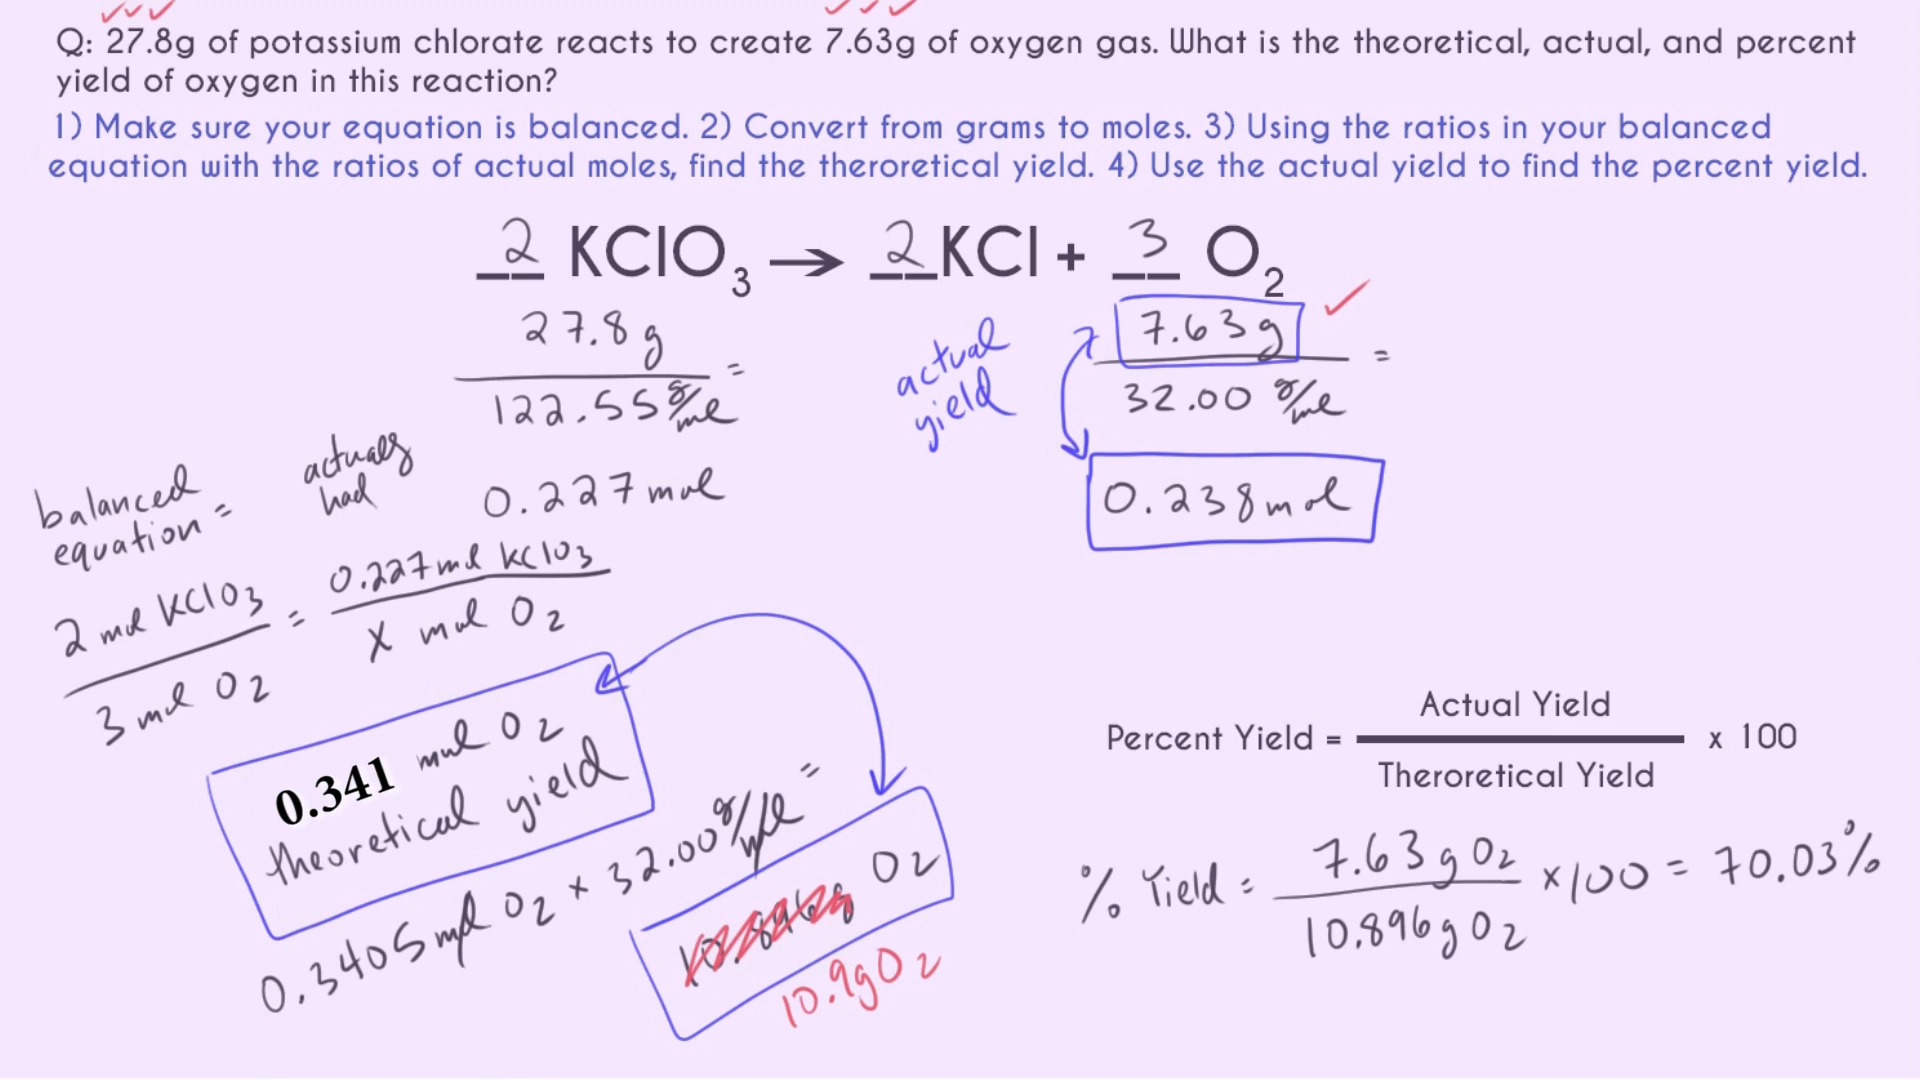 Q: 27.8g of potassium chlorate reacts to create 7.63g of oxygen gas. What is the theoretical, actual, and percent
yield of oxygen in this reaction?
1) Make sure your equation is balanced. 2) Convert from grams to moles. 3) Using the ratios in your balanced
equation with the ratios of actual moles, find the theroretical yield. 4) Use the actual yield to find the percent yield.
2 KClO3 → 2 KCl + 3 O2
27.8 g
122.55 g/mol =
0.227 mol
actual
yield
7.63 g
32.00 g/mol =
0.238 mol
balanced
equation =
actually
had
2 mol KClO3
3 mol O2
=
0.227 mol KClO3
X mol O2
0.341 mol O2
theoretical yield
0.3405 mol O2 x 32.00 g/mol =
10.896g O2
10.9g O2
Percent Yield = Actual Yield
Theroretical Yield
x 100
% Yield = 7.63 g O2
10.896 g O2
x 100 = 70.03%